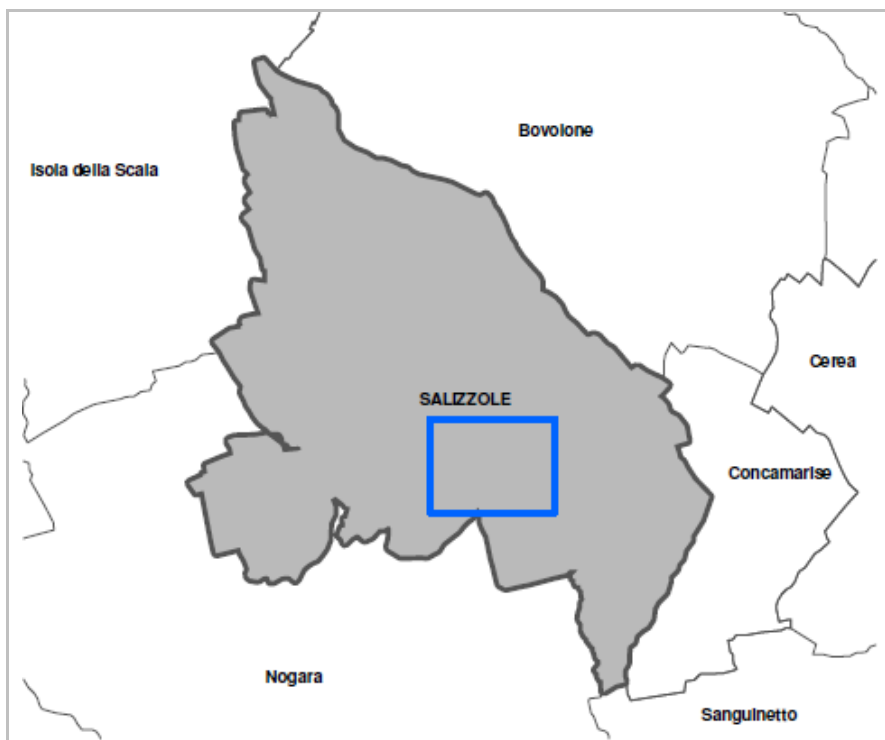 Bovolone
Isola della Scala
Cerea
SALIZZOLE
Concamarise
Nogara
Sanguinetto